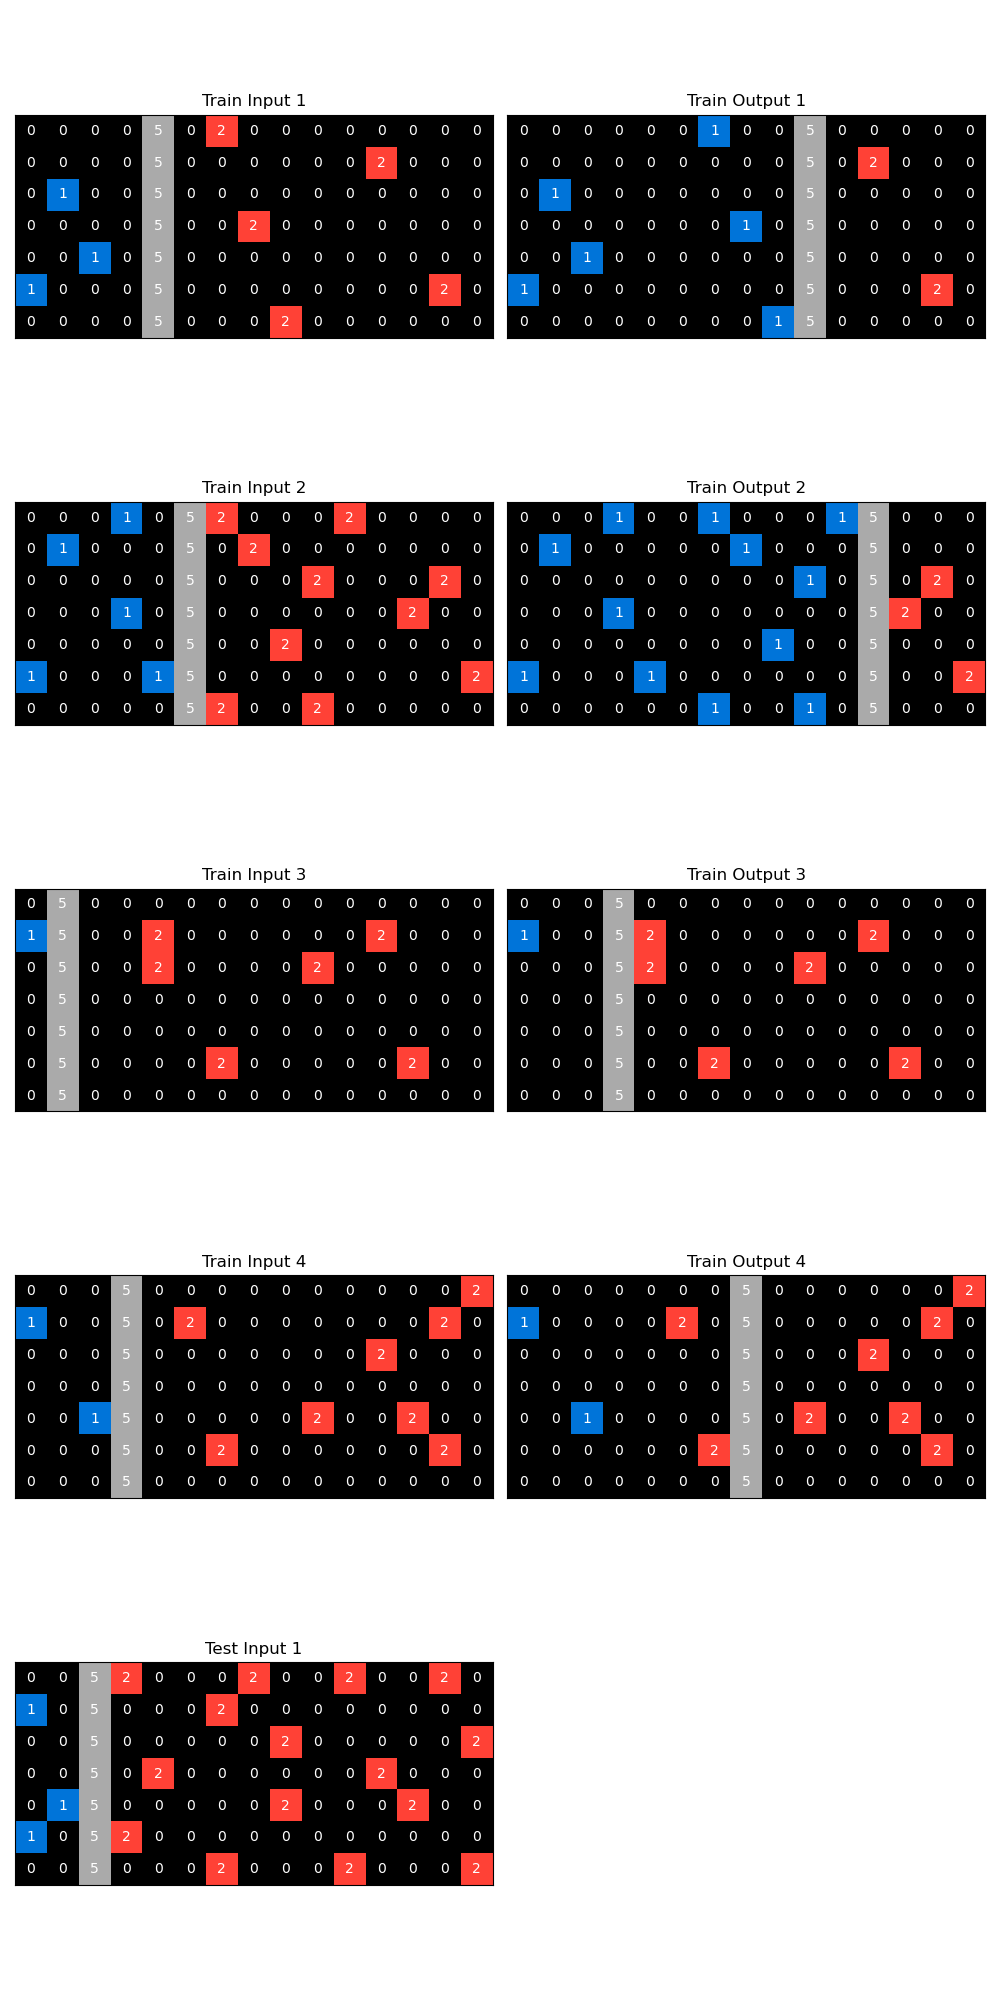 Train Input 1 Train Output 1
0 0 0 0 5 0 2 0 0 0 0 0 0 0 0 0 0 0 0 0 0 1 0 0 5 0 0 0 0 0
0 0 0 0 5 0 0 0 0 0 0 2 0 0 0 0 0 0 0 0 0 0 0 0 5 0 2 0 0 0
0 1 0 0 5 0 0 0 0 0 0 0 0 0 0 0 1 0 0 0 0 0 0 0 5 0 0 0 0 0
0 0 0 0 5 0 0 2 0 0 0 0 0 0 0 0 0 0 0 0 0 0 1 0 5 0 0 0 0 0
0 0 1 0 5 0 0 0 0 0 0 0 0 0 0 0 0 1 0 0 0 0 0 0 5 0 0 0 0 0
1 0 0 0 5 0 0 0 0 0 0 0 0 2 0 1 0 0 0 0 0 0 0 0 5 0 0 0 2 0
0 0 0 0 5 0 0 0 2 0 0 0 0 0 0 0 0 0 0 0 0 0 0 1 5 0 0 0 0 0
Train Input 2 Train Output 2
0 0 0 1 0 5 2 0 0 0 2 0 0 0 0 0 0 0 1 0 0 1 0 0 0 1 5 0 0 0
0 1 0 0 0 5 0 2 0 0 0 0 0 0 0 0 1 0 0 0 0 0 1 0 0 0 5 0 0 0
0 0 0 0 0 5 0 0 0 2 0 0 0 2 0 0 0 0 0 0 0 0 0 0 1 0 5 0 2 0
0 0 0 1 0 5 0 0 0 0 0 0 2 0 0 0 0 0 1 0 0 0 0 0 0 0 5 2 0 0
0 0 0 0 0 5 0 0 2 0 0 0 0 0 0 0 0 0 0 0 0 0 0 1 0 0 5 0 0 0
1 0 0 0 1 5 0 0 0 0 0 0 0 0 2 1 0 0 0 1 0 0 0 0 0 0 5 0 0 2
0 0 0 0 0 5 2 0 0 2 0 0 0 0 0 0 0 0 0 0 0 1 0 0 1 0 5 0 0 0
Train Input 3 Train Output 3
0 5 0 0 0 0 0 0 0 0 0 0 0 0 0 0 0 0 5 0 0 0 0 0 0 0 0 0 0 0
1 5 0 0 2 0 0 0 0 0 0 2 0 0 0 1 0 0 5 2 0 0 0 0 0 0 2 0 0 0
0 5 0 0 2 0 0 0 0 2 0 0 0 0 0 0 0 0 5 2 0 0 0 0 2 0 0 0 0 0
0 5 0 0 0 0 0 0 0 0 0 0 0 0 0 0 0 0 5 0 0 0 0 0 0 0 0 0 0 0
0 5 0 0 0 0 0 0 0 0 0 0 0 0 0 0 0 0 5 0 0 0 0 0 0 0 0 0 0 0
0 5 0 0 0 0 2 0 0 0 0 0 2 0 0 0 0 0 5 0 0 2 0 0 0 0 0 2 0 0
0 5 0 0 0 0 0 0 0 0 0 0 0 0 0 0 0 0 5 0 0 0 0 0 0 0 0 0 0 0
Train Input 4 Train Output 4
0 0 0 5 0 0 0 0 0 0 0 0 0 0 2 0 0 0 0 0 0 0 5 0 0 0 0 0 0 2
1 0 0 5 0 2 0 0 0 0 0 0 0 2 0 1 0 0 0 0 2 0 5 0 0 0 0 0 2 0
0 0 0 5 0 0 0 0 0 0 0 2 0 0 0 0 0 0 0 0 0 0 5 0 0 0 2 0 0 0
0 0 0 5 0 0 0 0 0 0 0 0 0 0 0 0 0 0 0 0 0 0 5 0 0 0 0 0 0 0
0 0 1 5 0 0 0 0 0 2 0 0 2 0 0 0 0 1 0 0 0 0 5 0 2 0 0 2 0 0
0 0 0 5 0 0 2 0 0 0 0 0 0 2 0 0 0 0 0 0 0 2 5 0 0 0 0 0 2 0
0 0 0 5 0 0 0 0 0 0 0 0 0 0 0 0 0 0 0 0 0 0 5 0 0 0 0 0 0 0
Test Input 1
0 0 5 2 0 0 0 2 0 0 2 0 0 2 0
1 0 5 0 0 0 2 0 0 0 0 0 0 0 0
0 0 5 0 0 0 0 0 2 0 0 0 0 0 2
0 0 5 0 2 0 0 0 0 0 0 2 0 0 0
0 1 5 0 0 0 0 0 2 0 0 0 2 0 0
1 0 5 2 0 0 0 0 0 0 0 0 0 0 0
0 0 5 0 0 0 2 0 0 0 2 0 0 0 2